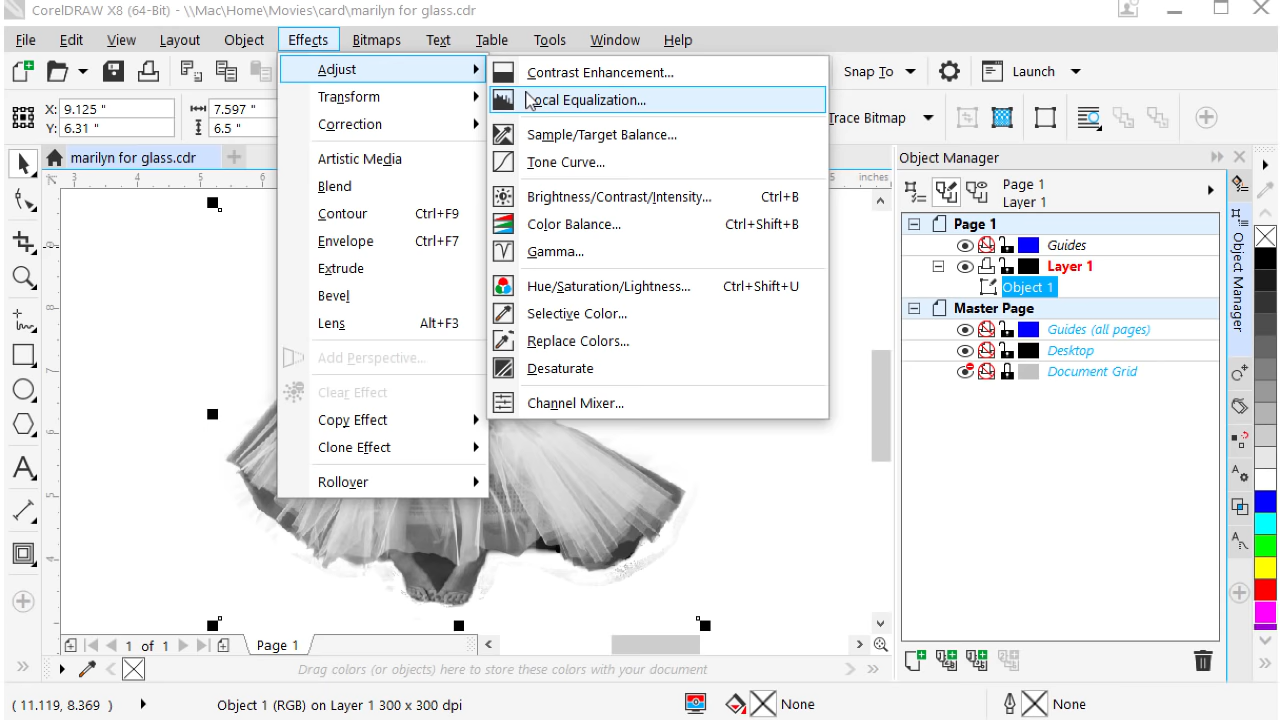 CorelDRAW X8 (64-Bit) - \\Mac\Home\Movies\card\marilyn for glass.cdr
File Edit View Layout Object Effects Bitmaps Text Table Tools Window Help
Snap To Launch
X: 9.125 " 7.597 "
Y: 6.31 " 6.5 "
Trace Bitmap
marilyn for glass.cdr
3 4 5 6 inches
Adjust
Transform
Correction
Artistic Media
Blend
Contour Ctrl+F9
Envelope Ctrl+F7
Extrude
Bevel
Lens Alt+F3
Add Perspective...
Clear Effect
Copy Effect
Clone Effect
Rollover
Contrast Enhancement...
Local Equalization...
Sample/Target Balance...
Tone Curve...
Brightness/Contrast/Intensity... Ctrl+B
Color Balance... Ctrl+Shift+B
Gamma...
Hue/Saturation/Lightness... Ctrl+Shift+U
Selective Color...
Replace Colors...
Desaturate
Channel Mixer...
Object Manager
Page 1
Layer 1
Page 1
Guides
Layer 1
Object 1
Master Page
Guides (all pages)
Desktop
Document Grid
Object Manager
1 of 1 Page 1
Drag colors (or objects) here to store these colors with your document
( 11.119, 8.369 ) Object 1 (RGB) on Layer 1 300 x 300 dpi None None